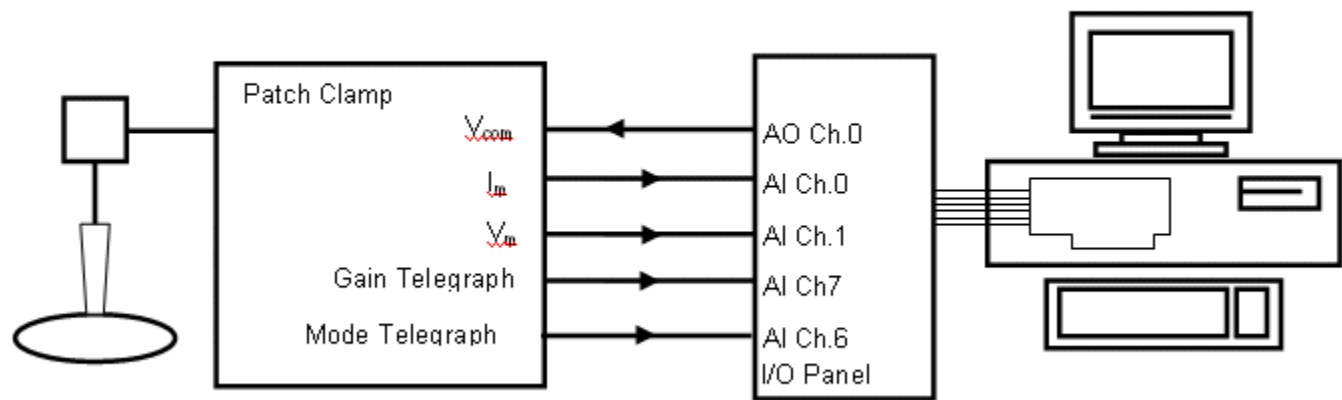 Patch Clamp
Vcom
Im
Vm
Gain Telegraph
Mode Telegraph
AO Ch.0
AI Ch.0
AI Ch.1
AI Ch7
AI Ch.6
I/O Panel